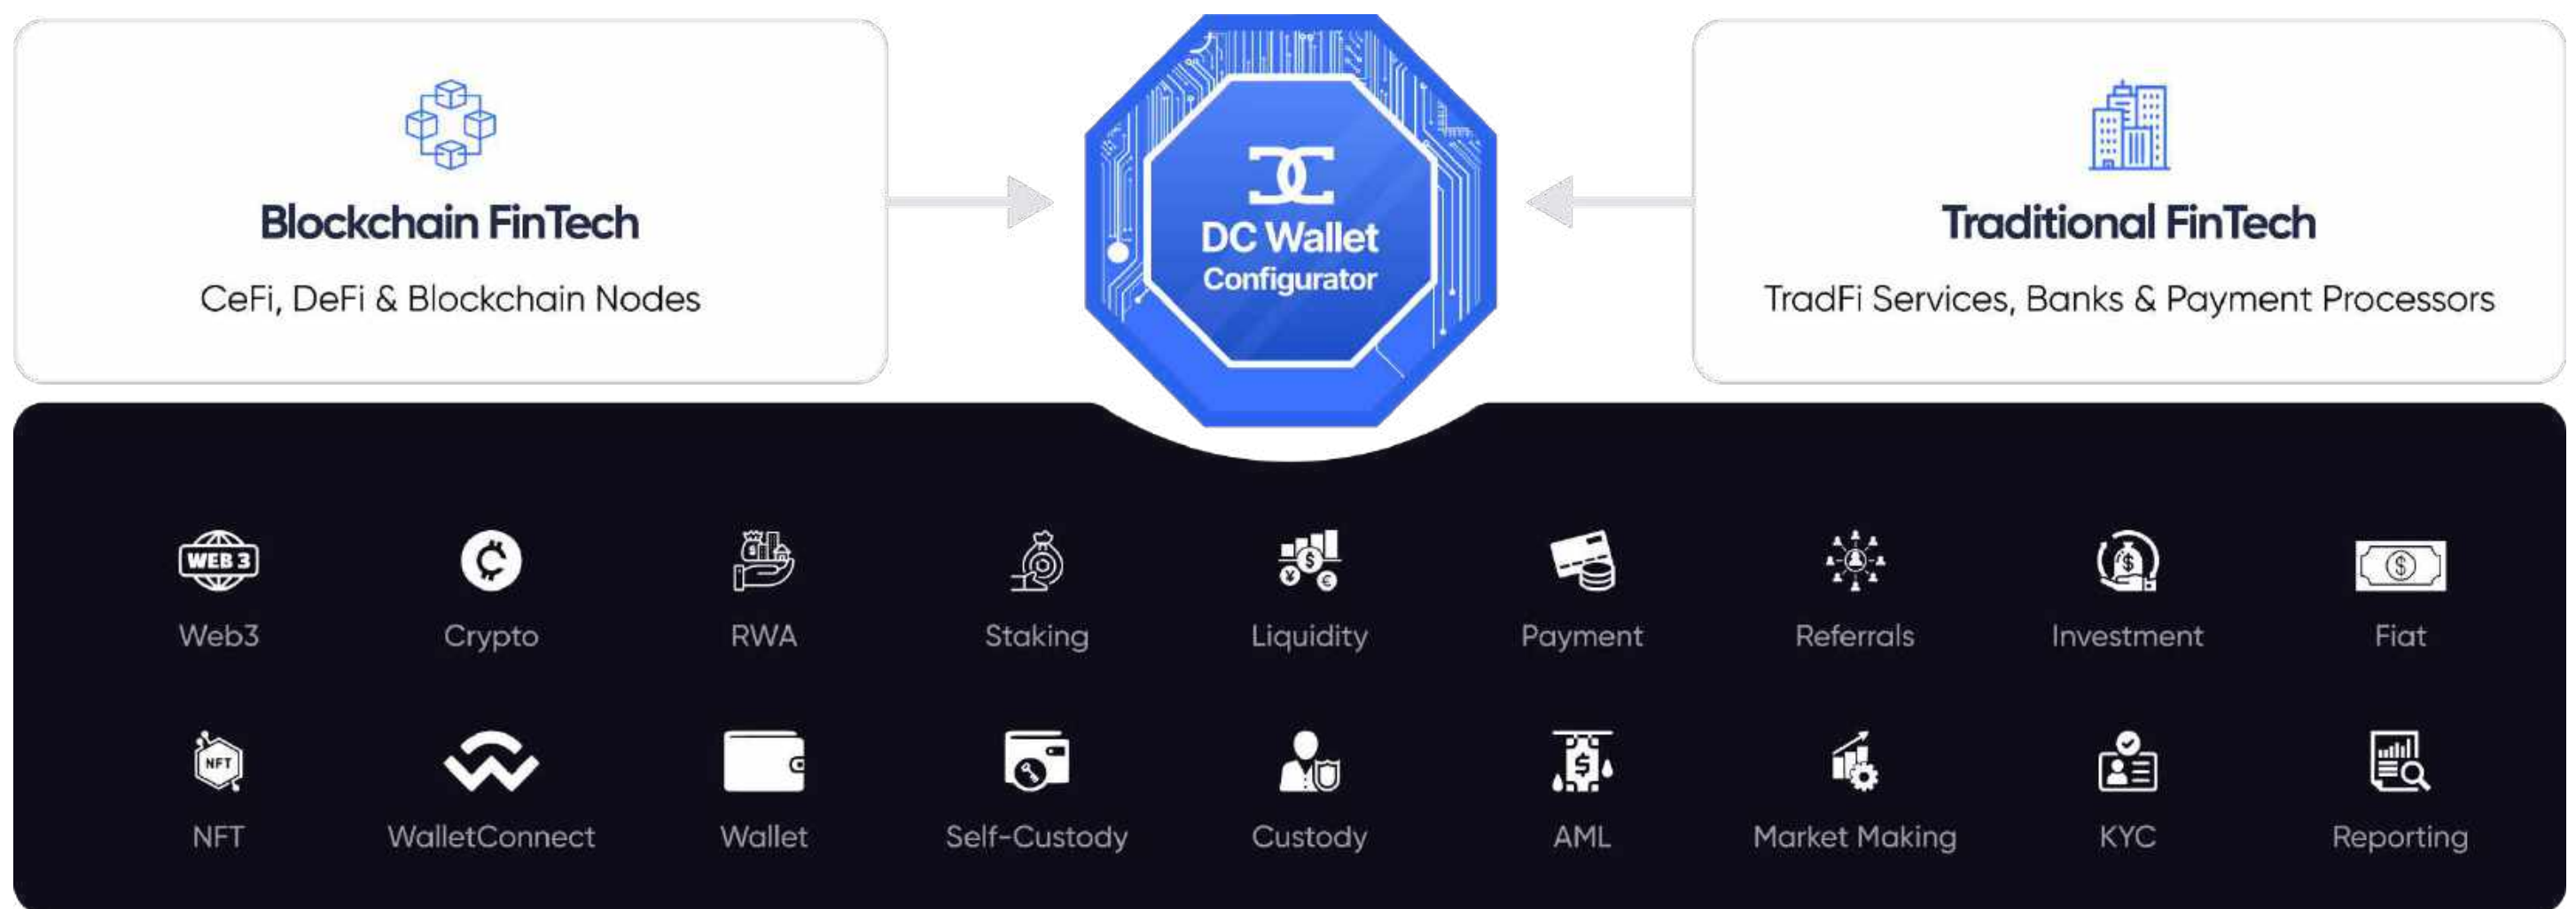 Blockchain FinTech
CeFi, DeFi & Blockchain Nodes
DC Wallet
Configurator
Traditional FinTech
TradFi Services, Banks & Payment Processors
WEB 3
Web3
Crypto
RWA
Staking
Liquidity
Payment
Referrals
Investment
Fiat
NFT
NFT
WalletConnect
Wallet
Self-Custody
Custody
AML
Market Making
KYC
Reporting